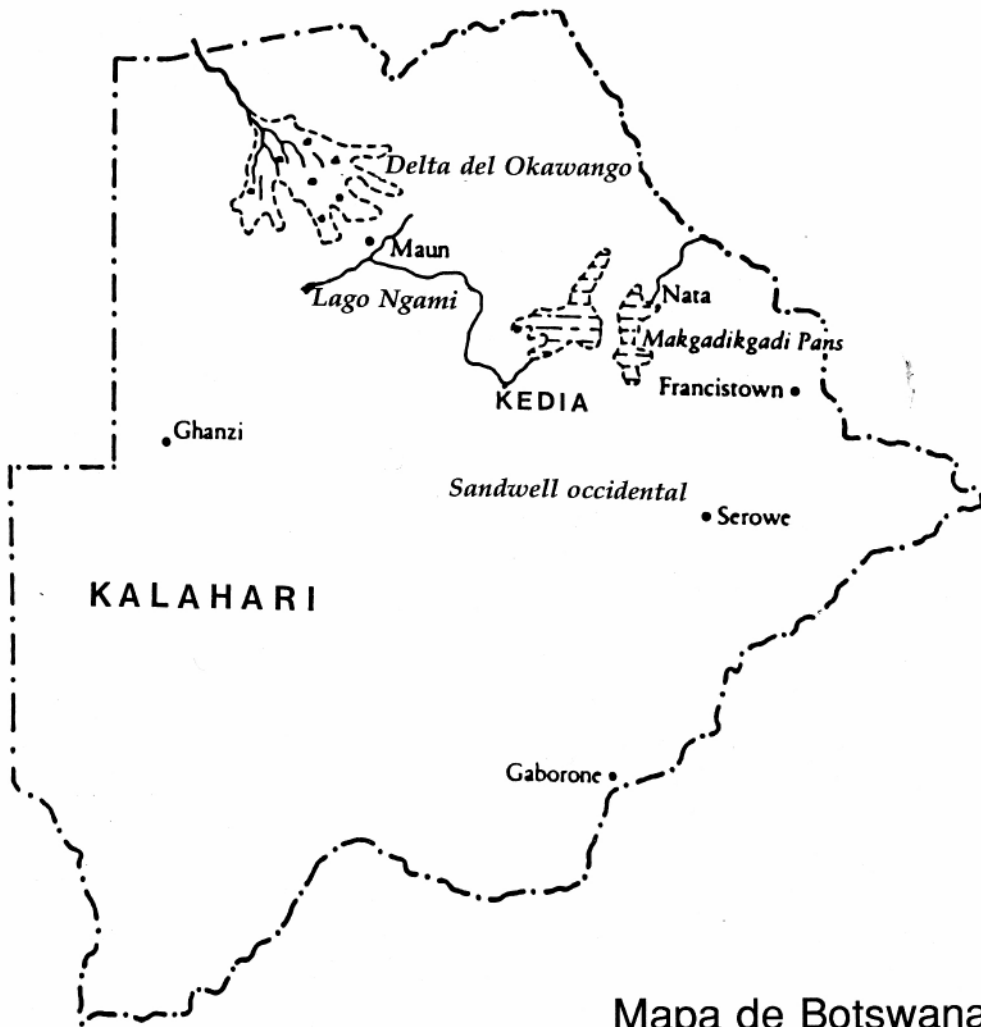 Delta del Okawango
Maun
Lago Ngami
Nata
Makgadikgadi Pans
KEDIA
Francistown
Ghanzi
Sandwell occidental
Serowe
KALAHARI
Gaborone
Mapa de Botswana